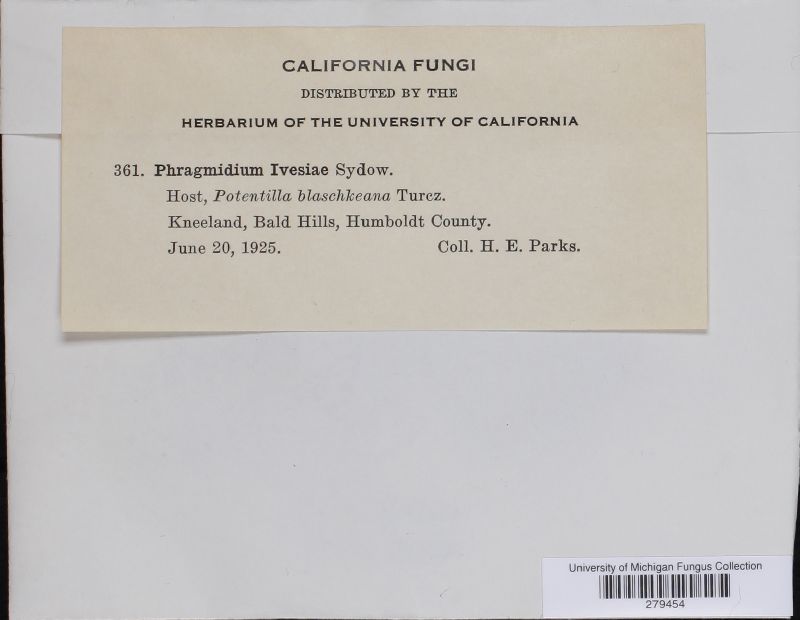 CALIFORNIA FUNGI
DISTRIBUTED BY THE
HERBARIUM OF THE UNIVERSITY OF CALIFORNIA
361. Phragmidium Ivesiae Sydow.
Host, Potentilla blaschkeana Turcz.
Kneeland, Bald Hills, Humboldt County.
June 20, 1925. Coll. H. E. Parks.
University of Michigan Fungus Collection
279454